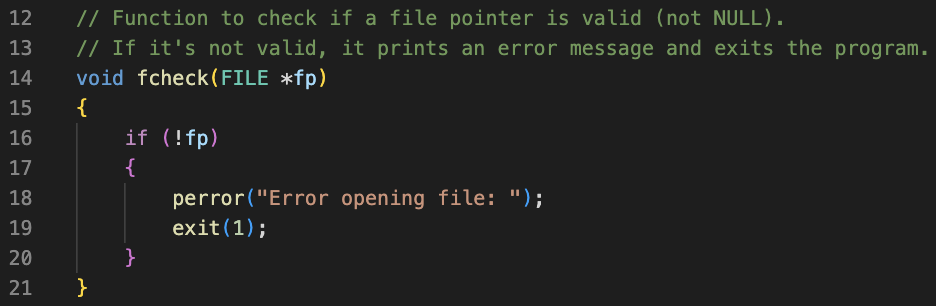 12 // Function to check if a file pointer is valid (not NULL).
13 // If it's not valid, it prints an error message and exits the program.
14 void fcheck(FILE *fp)
15 {
16     if (!fp)
17     {
18         perror("Error opening file: ");
19         exit(1);
20     }
21 }